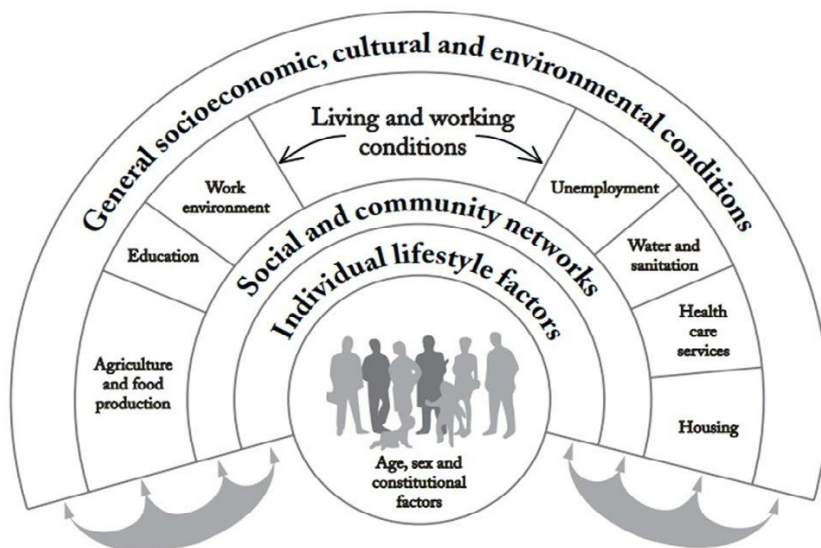 General socioeconomic, cultural and environmental conditions
Living and working
conditions
Work
environment
Unemployment
Education
Water and
sanitation
Agriculture
and food
production
Health
care
services
Housing
Social and community networks
Individual lifestyle factors
Age, sex and
constitutional
factors